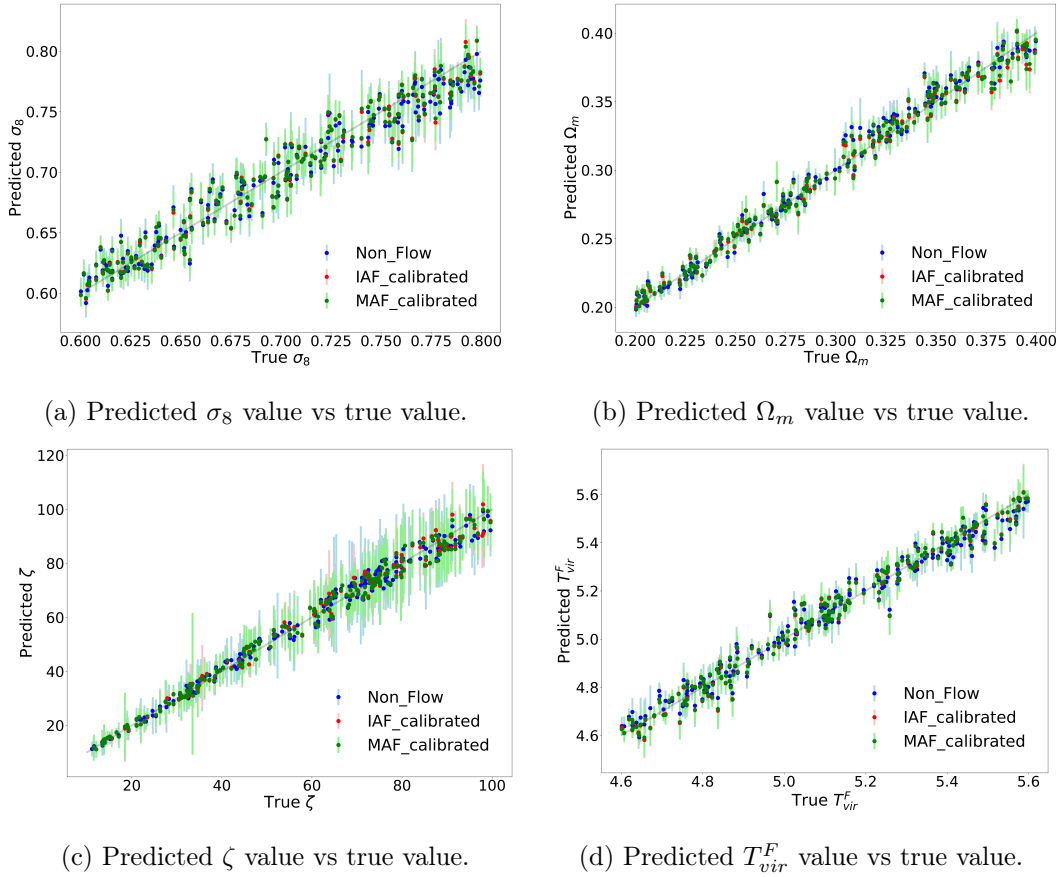 Predicted σ8
0.80
0.75
0.70
0.65
0.60
Non_Flow
IAF_calibrated
MAF_calibrated
0.600 0.625 0.650 0.675 0.700 0.725 0.750 0.775 0.800
True σ8
(a) Predicted σ8 value vs true value.
Predicted Ωm
0.40
0.35
0.30
0.25
0.20
Non_Flow
IAF_calibrated
MAF_calibrated
0.200 0.225 0.250 0.275 0.300 0.325 0.350 0.375 0.400
True Ωm
(b) Predicted Ωm value vs true value.
Predicted ζ
120
100
80
60
40
20
Non_Flow
IAF_calibrated
MAF_calibrated
20 40 60 80 100
True ζ
(c) Predicted ζ value vs true value.
Predicted T^F_vir
5.6
5.4
5.2
5.0
4.8
4.6
Non_Flow
IAF_calibrated
MAF_calibrated
4.6 4.8 5.0 5.2 5.4 5.6
True T^F_vir
(d) Predicted T^F_vir value vs true value.